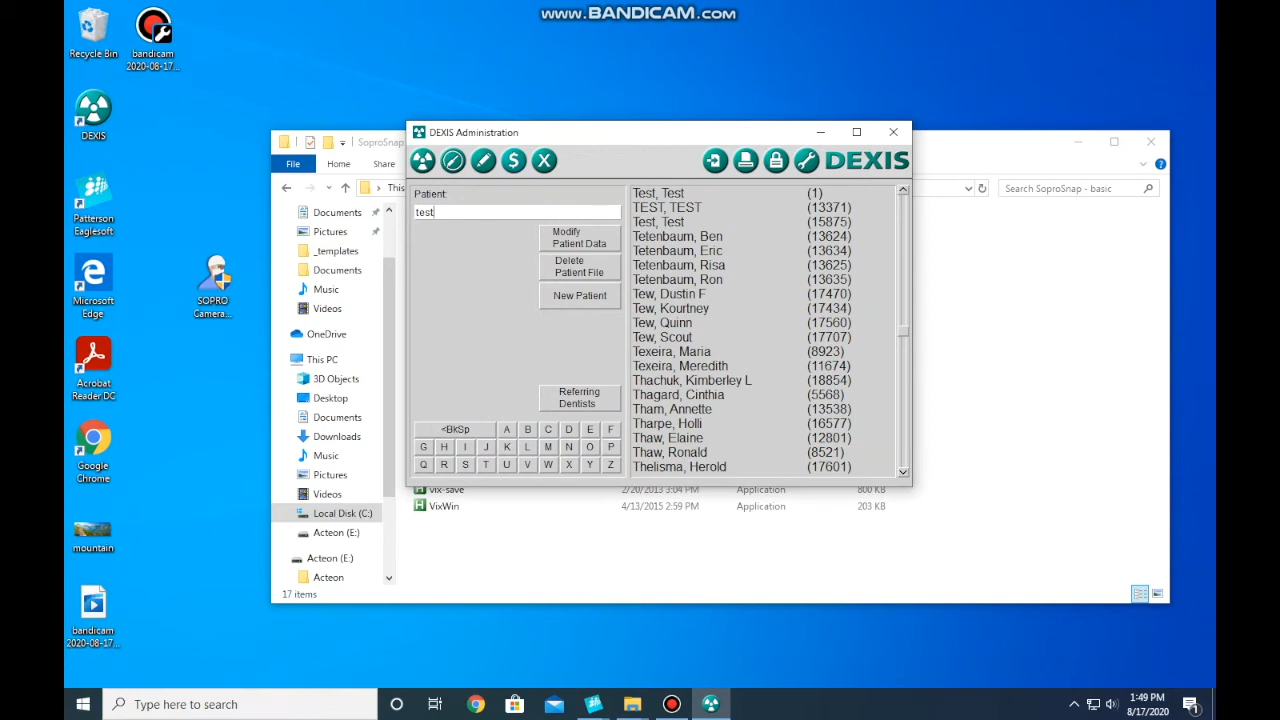 www.BANDICAM.com
Recycle Bin
bandicam
2020-08-17...
DEXIS
Patterson
Eaglesoft
Microsoft
Edge
SOPRO
Camera...
Acrobat
Reader DC
Google
Chrome
mountain
bandicam
2020-08-17...
SoproSnap
File
Home
Share
This
Search SoproSnap - basic
Documents
Pictures
_templates
Documents
Music
Videos
OneDrive
This PC
3D Objects
Desktop
Documents
Downloads
Music
Pictures
Videos
Local Disk (C:)
Acteon (E:)
Acteon (E:)
Acteon
17 items
vix-save 2/20/2013 3:04 PM Application 800 KB
VixWin 4/13/2015 2:59 PM Application 203 KB
DEXIS Administration
$ X DEXIS
Patient:
test
Modify
Patient Data
Delete
Patient File
New Patient
Referring
Dentists
<BkSp A B C D E F
G H I J K L M N O P
Q R S T U V W X Y Z
Test, Test (1)
TEST, TEST (13371)
Test, Test (15875)
Tetenbaum, Ben (13624)
Tetenbaum, Eric (13634)
Tetenbaum, Risa (13625)
Tetenbaum, Ron (13635)
Tew, Dustin F (17470)
Tew, Kourtney (17434)
Tew, Quinn (17560)
Tew, Scout (17707)
Texeira, Maria (8923)
Texeira, Meredith (11674)
Thachuk, Kimberley L (18854)
Thagard, Cinthia (5568)
Tham, Annette (13538)
Tharpe, Holli (16577)
Thaw, Elaine (12801)
Thaw, Ronald (8521)
Thelisma, Herold (17601)
Type here to search
1:49 PM
8/17/2020
1